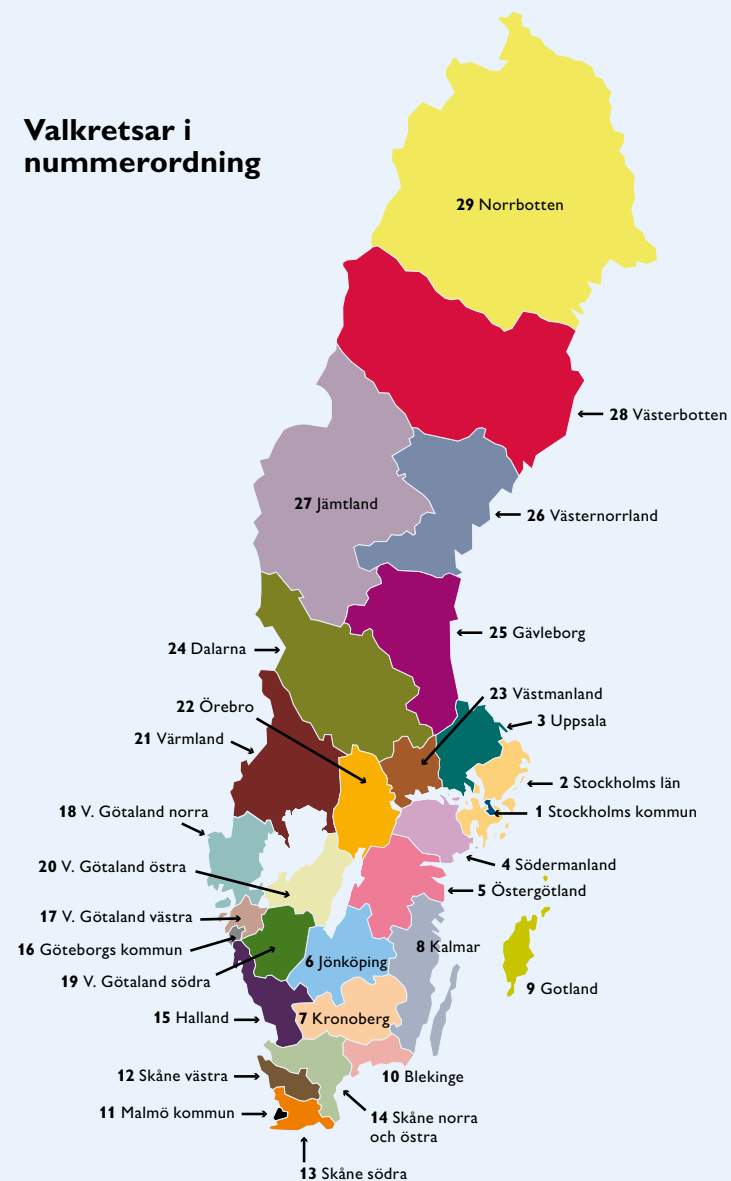 Valkretsar i
nummerordning
29 Norrbotten
28 Västerbotten
27 Jämtland
26 Västernorrland
25 Gävleborg
24 Dalarna
23 Västmanland
22 Örebro
3 Uppsala
21 Värmland
2 Stockholms län
18 V. Götaland norra
1 Stockholms kommun
20 V. Götaland östra
4 Södermanland
5 Östergötland
17 V. Götaland västra
16 Göteborgs kommun
8 Kalmar
6 Jönköping
19 V. Götaland södra
9 Gotland
15 Halland
7 Kronoberg
12 Skåne västra
10 Blekinge
11 Malmö kommun
14 Skåne norra
och östra
13 Skåne södra